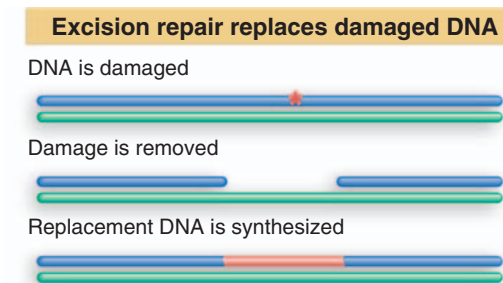 Excision repair replaces damaged DNA
DNA is damaged
Damage is removed
Replacement DNA is synthesized